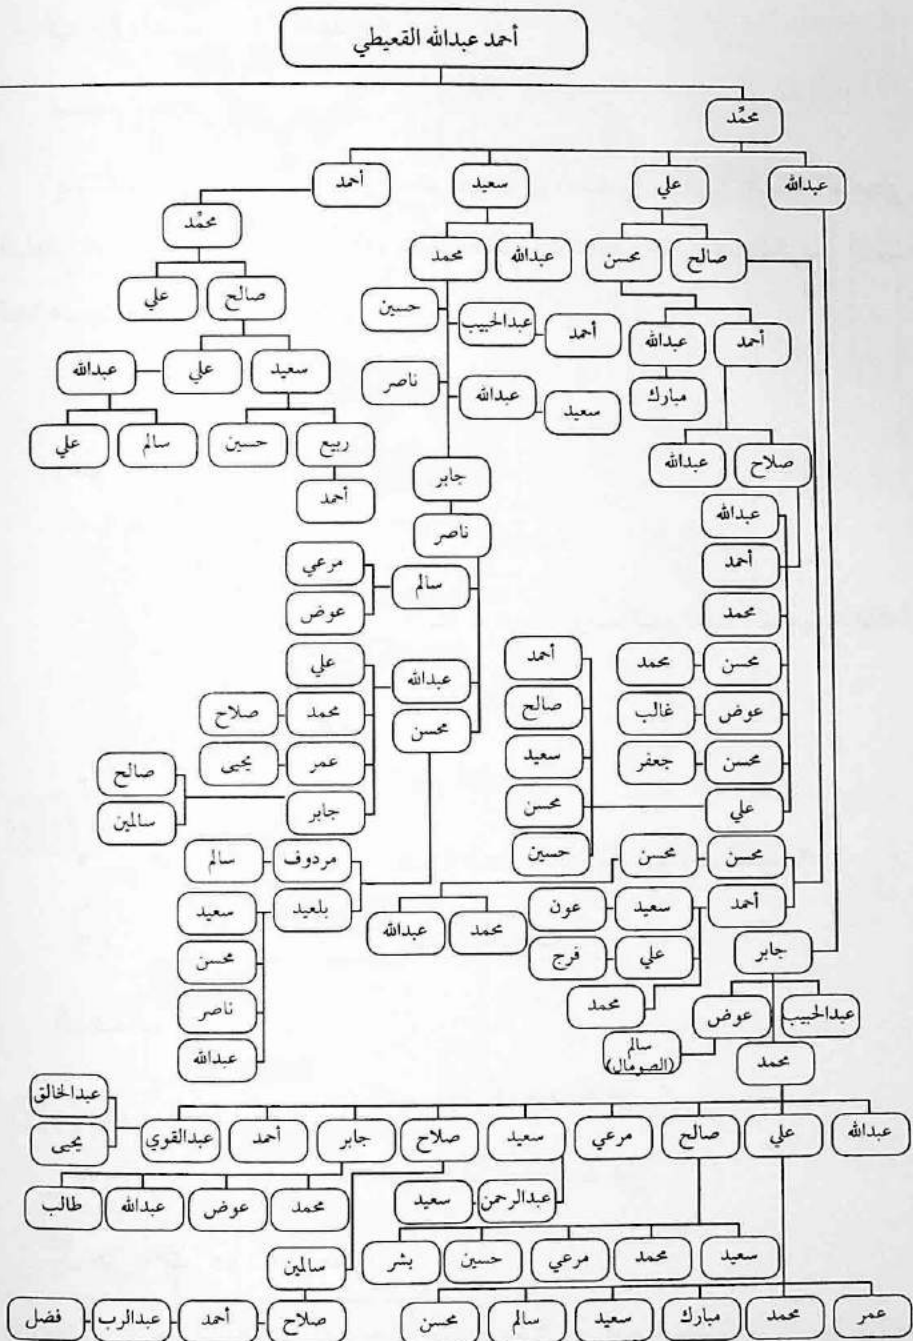 أحمد عبدالله القعيطي
محمِّد
عبدالله
علي
سعيد
أحمد
محمِّد
صالح
محسن
عبدالله
محمد
صالح
علي
حسين
عبدالحبيب
أحمد
عبدالله
أحمد
سعيد
علي
عبدالله
ناصر
عبدالله
سعيد
مبارك
ربيع
حسين
سالم
علي
صلاح
عبدالله
أحمد
جابر
ناصر
عبدالله
أحمد
محمد
مرعي
سالم
عوض
محسن
محمد
أحمد
علي
عبدالله
عوض
غالب
صالح
محمد
صلاح
محسن
محسن
جعفر
سعيد
عمر
يحيى
صالح
علي
محسن
جابر
سالمين
محسن
محسن
حسين
مردوف
سالم
أحمد
سعيد
عون
بلعيد
سعيد
محمد
عبدالله
جابر
علي
فرج
محسن
محمد
ناصر
عبدالحبيب
عوض
عبدالله
سالم
(الصومال)
محمد
عبدالخالق
عبدالله
علي
صالح
مرعي
سعيد
صلاح
جابر
أحمد
عبدالقوي
يحيى
عبدالرحمن
سعيد
محمد
عوض
عبدالله
طالب
سعيد
محمد
مرعي
حسين
بشر
سالمين
عمر
محمد
مبارك
سعيد
سالم
محسن
صلاح
أحمد
عبدالرب
فضل